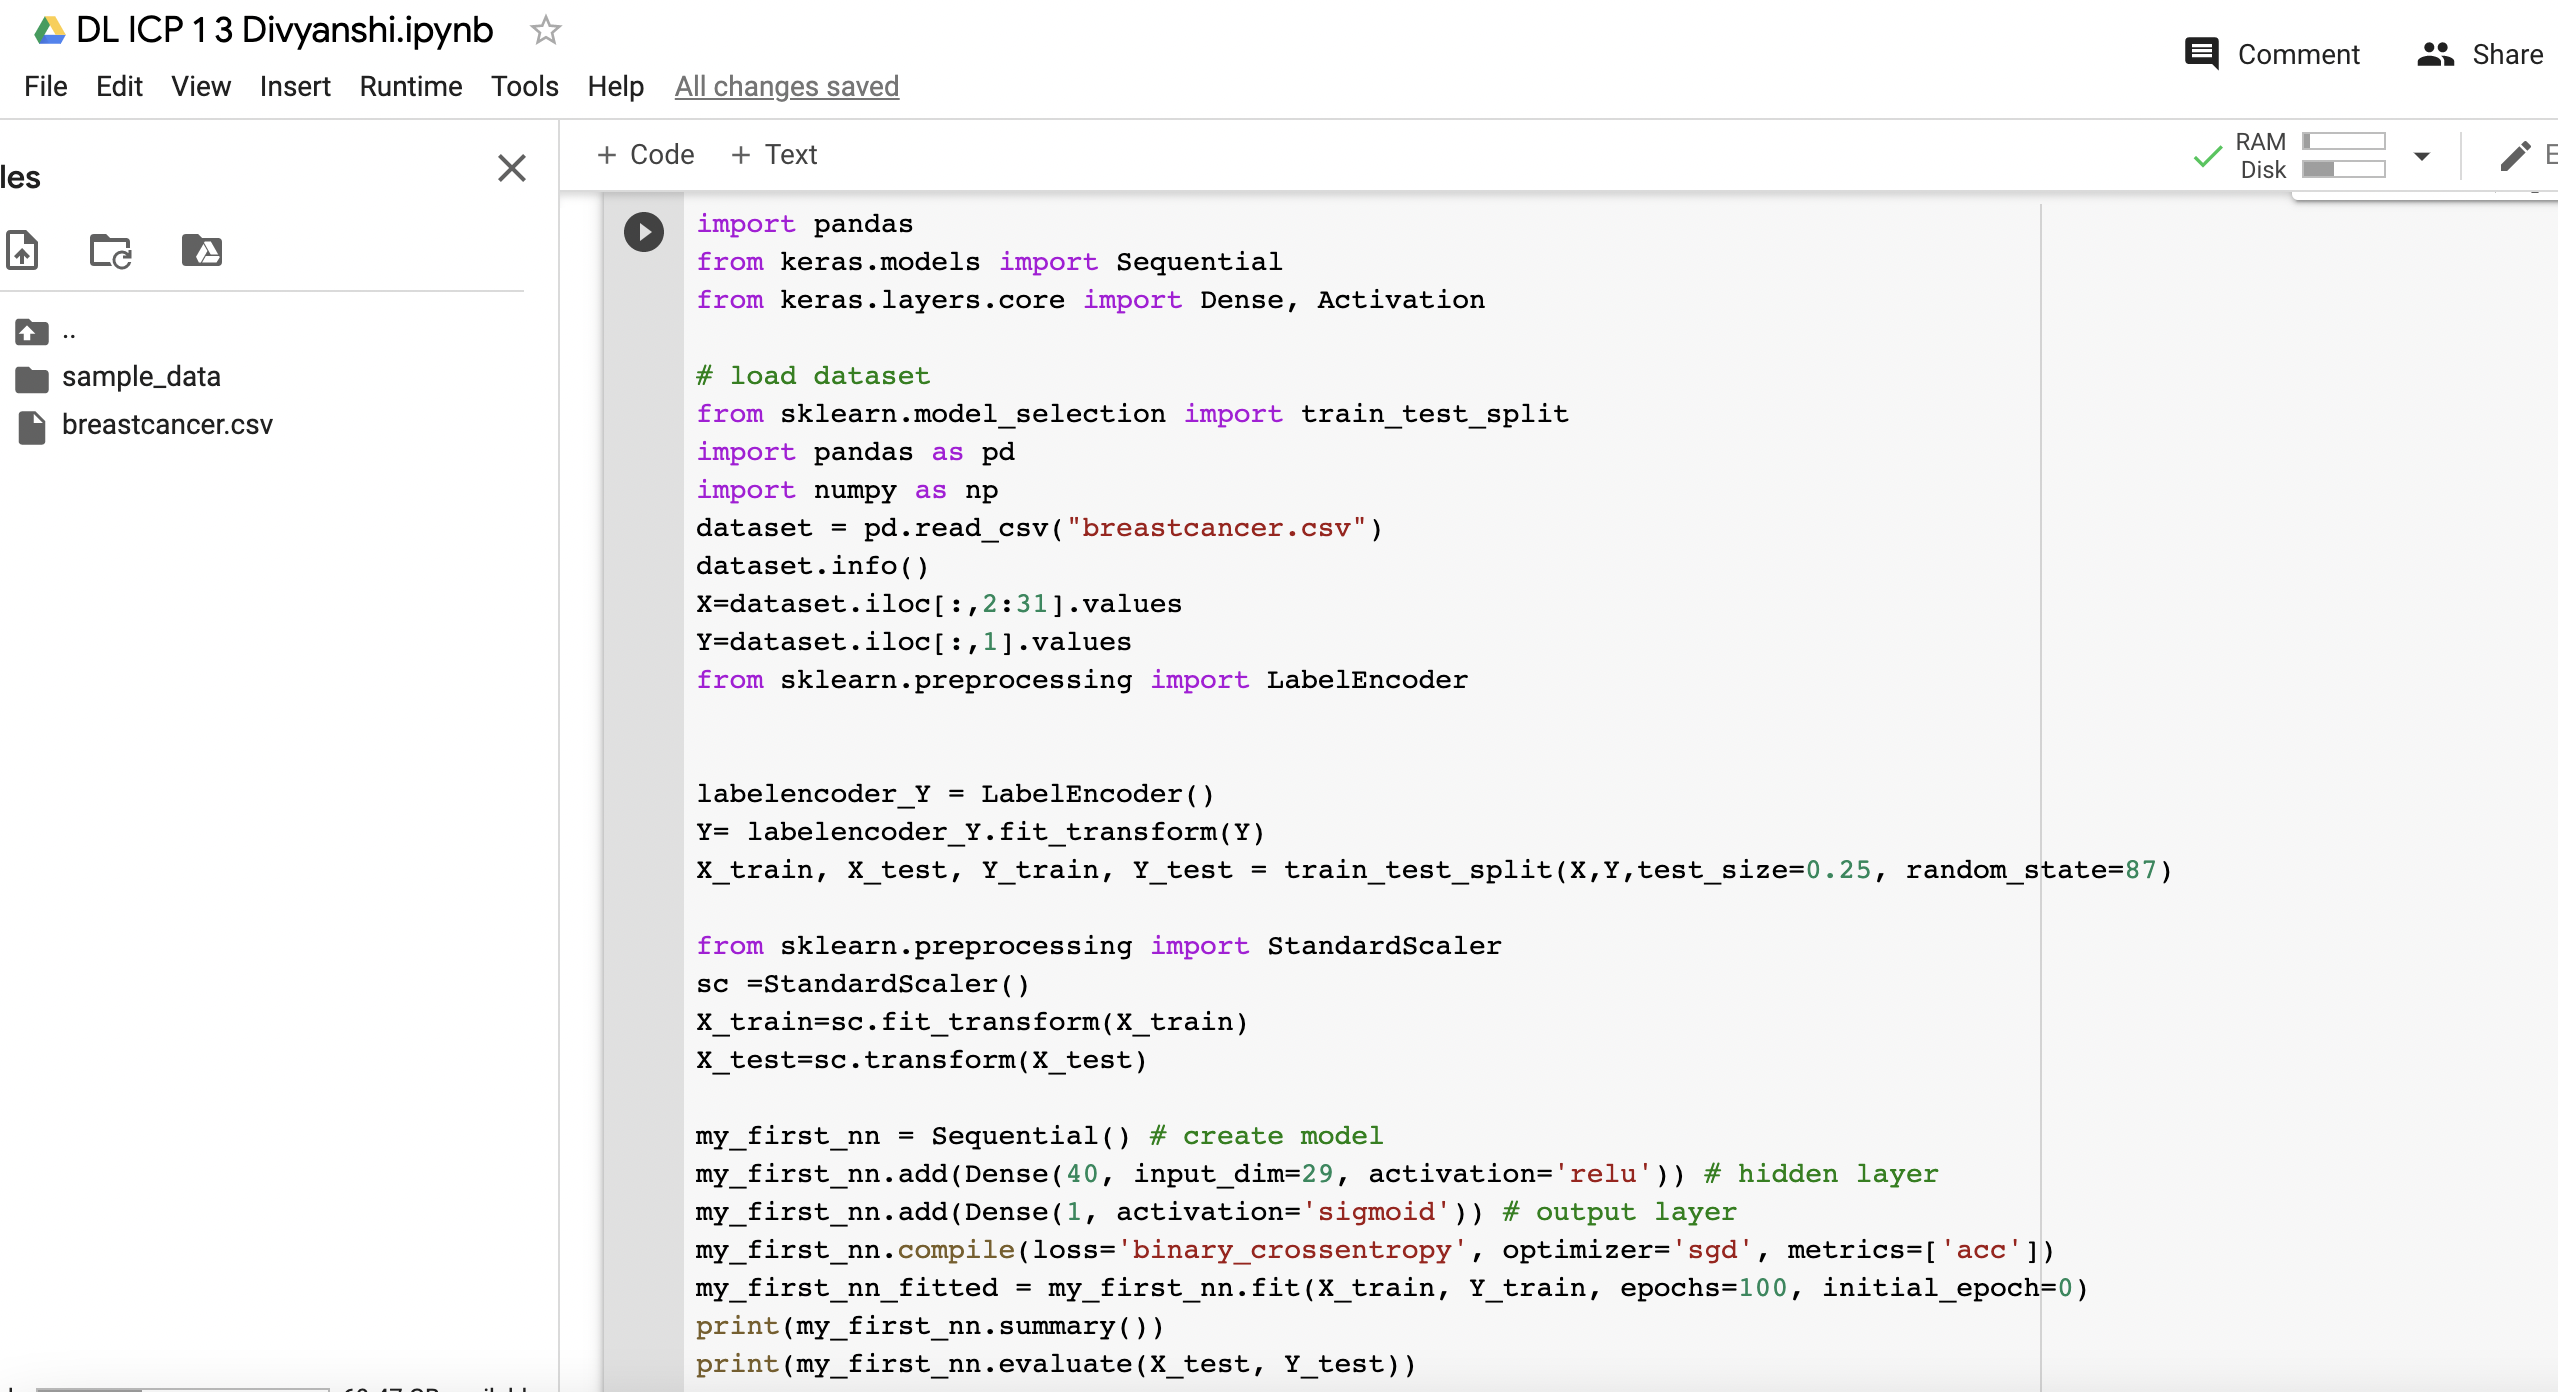 DL ICP 1 3 Divyanshi.ipynb
Comment Share
File Edit View Insert Runtime Tools Help All changes saved
les
+ Code + Text
RAM
Disk
..
sample_data
breastcancer.csv
import pandas
from keras.models import Sequential
from keras.layers.core import Dense, Activation
# load dataset
from sklearn.model_selection import train_test_split
import pandas as pd
import numpy as np
dataset = pd.read_csv("breastcancer.csv")
dataset.info()
X=dataset.iloc[:,2:31].values
Y=dataset.iloc[:,1].values
from sklearn.preprocessing import LabelEncoder
labelencoder_Y = LabelEncoder()
Y= labelencoder_Y.fit_transform(Y)
X_train, X_test, Y_train, Y_test = train_test_split(X,Y,test_size=0.25, random_state=87)
from sklearn.preprocessing import StandardScaler
sc =StandardScaler()
X_train=sc.fit_transform(X_train)
X_test=sc.transform(X_test)
my_first_nn = Sequential() # create model
my_first_nn.add(Dense(40, input_dim=29, activation='relu')) # hidden layer
my_first_nn.add(Dense(1, activation='sigmoid')) # output layer
my_first_nn.compile(loss='binary_crossentropy', optimizer='sgd', metrics=['acc'])
my_first_nn_fitted = my_first_nn.fit(X_train, Y_train, epochs=100, initial_epoch=0)
print(my_first_nn.summary())
print(my_first_nn.evaluate(X_test, Y_test))